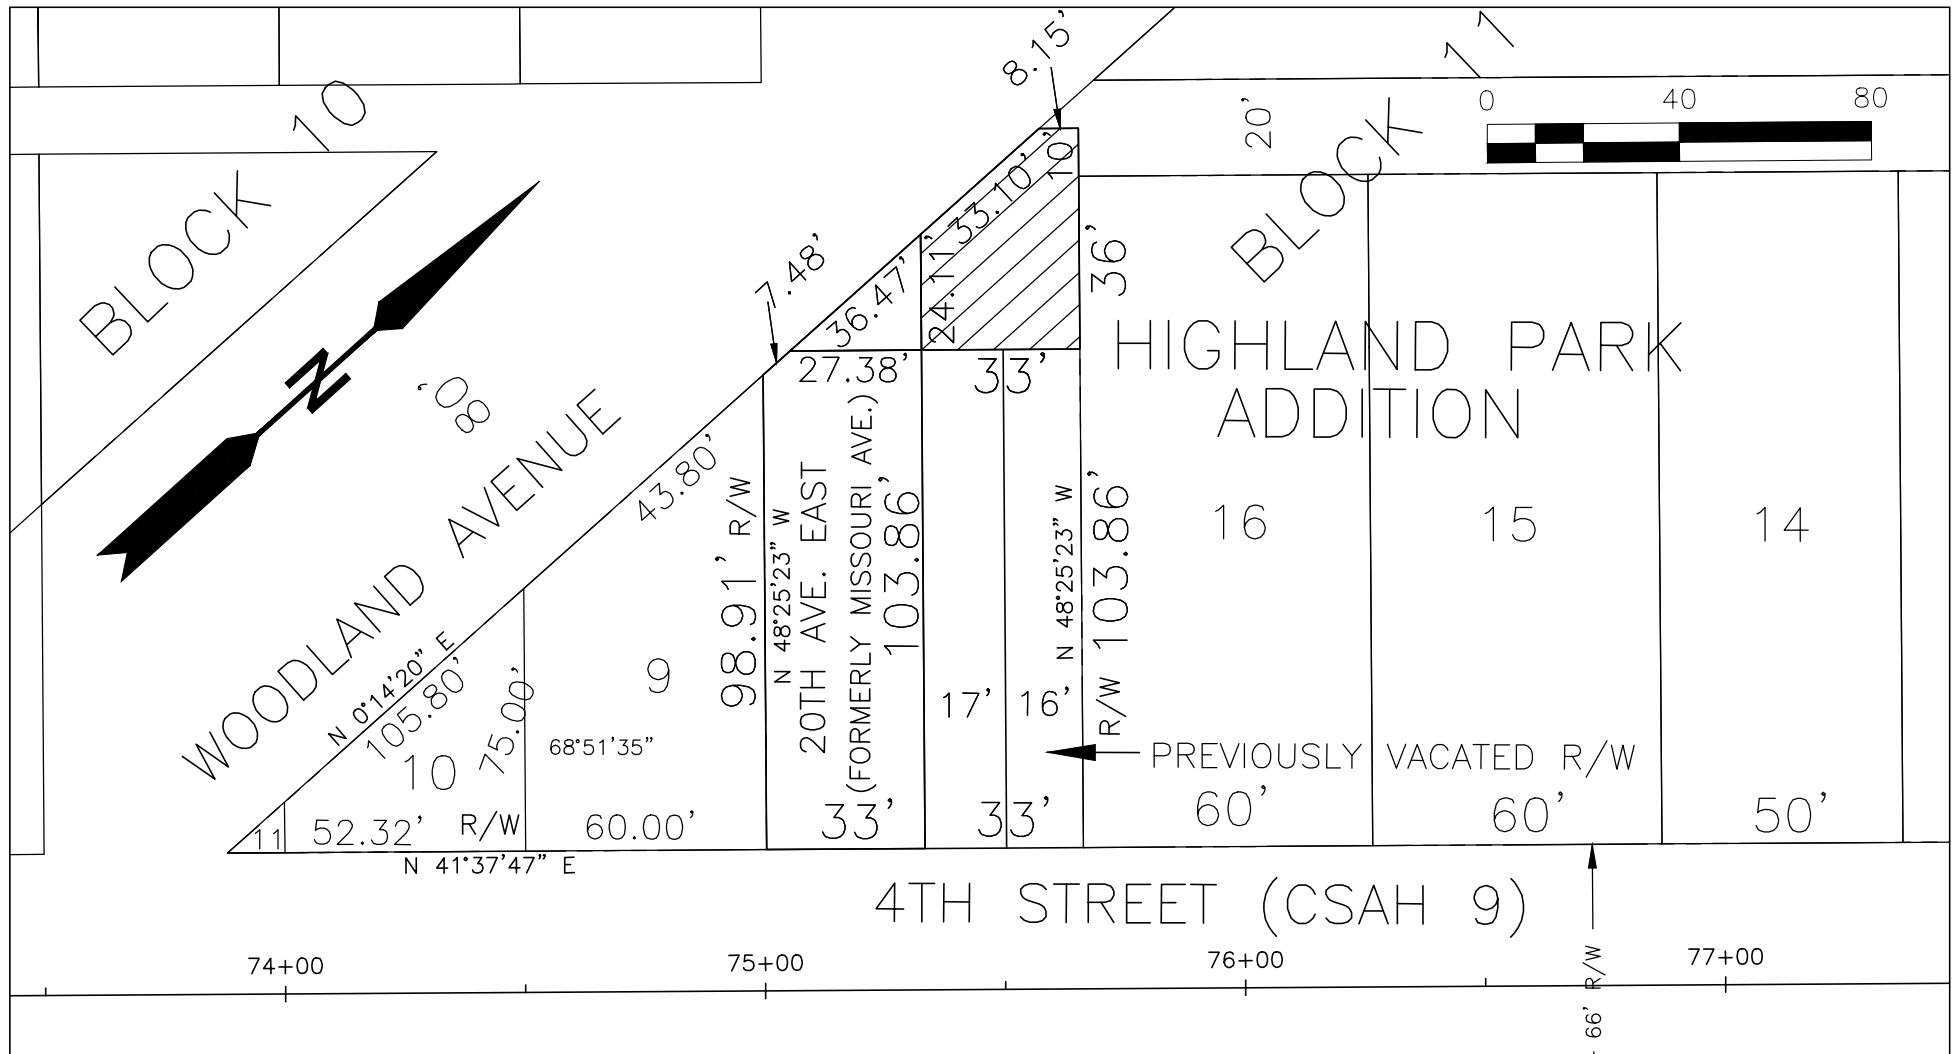 BLOCK 10
8.15'
BLOCK 11
20'
0 40 80
10'
33.10'
24.11'
36'
7.48'
36.47'
27.38'
33'
HIGHLAND PARK
ADDITION
N
80'
WOODLAND AVENUE
43.80'
98.91' R/W
N 48°25'23" W
20TH AVE. EAST
(FORMERLY MISSOURI AVE.)
103.86'
N 48°25'23" W
R/W 103.86'
16
15
14
N 0°14'20" E
105.80'
75.00'
9
68°51'35"
10
17'
16'
PREVIOUSLY VACATED R/W
11
52.32'
R/W
60.00'
33'
33'
60'
60'
50'
N 41°37'47" E
4TH STREET (CSAH 9)
74+00
75+00
76+00
77+00
66' R/W